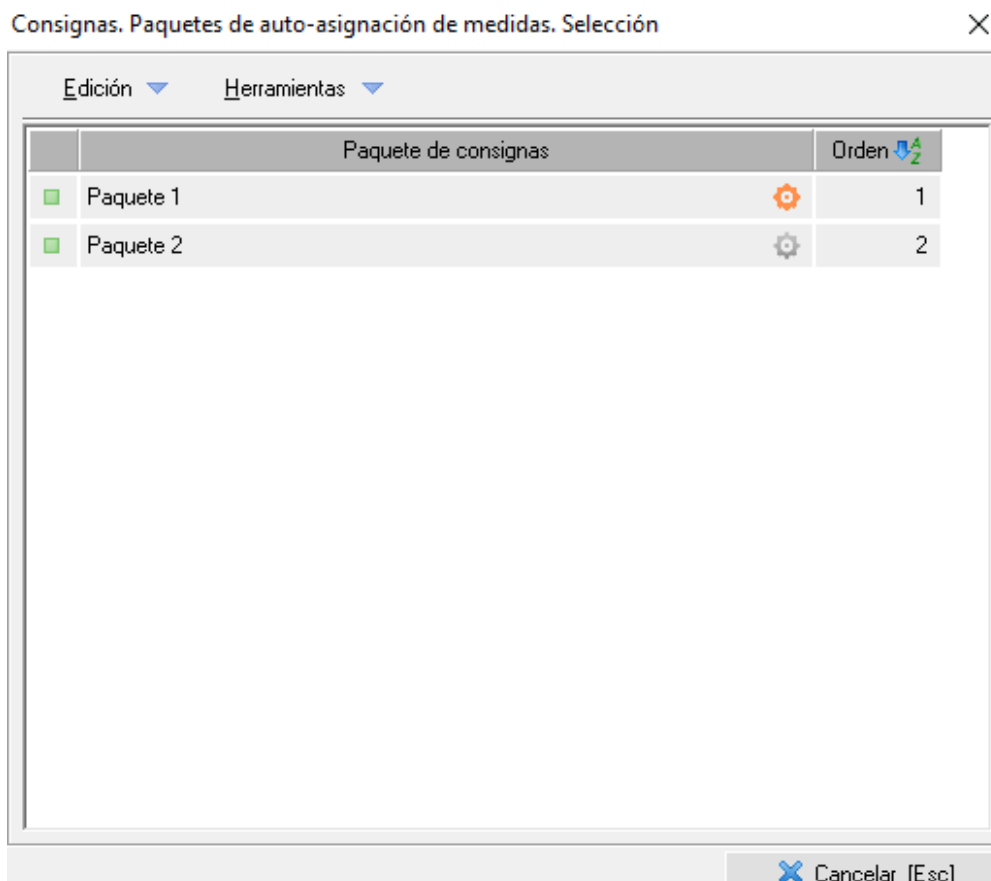 Consignas. Paquetes de auto-asignación de medidas. Selección
Edición Herramientas
Paquete de consignas Orden
Paquete 1 1
Paquete 2 2
Cancelar [Esc]